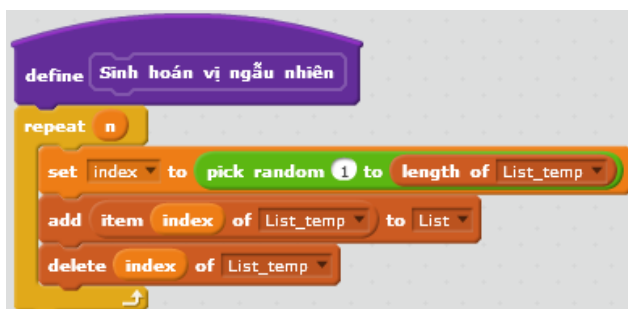 define Sinh hoán vị ngẫu nhiên
repeat n
set index to pick random 1 to length of List_temp
add item index of List_temp to List
delete index of List_temp